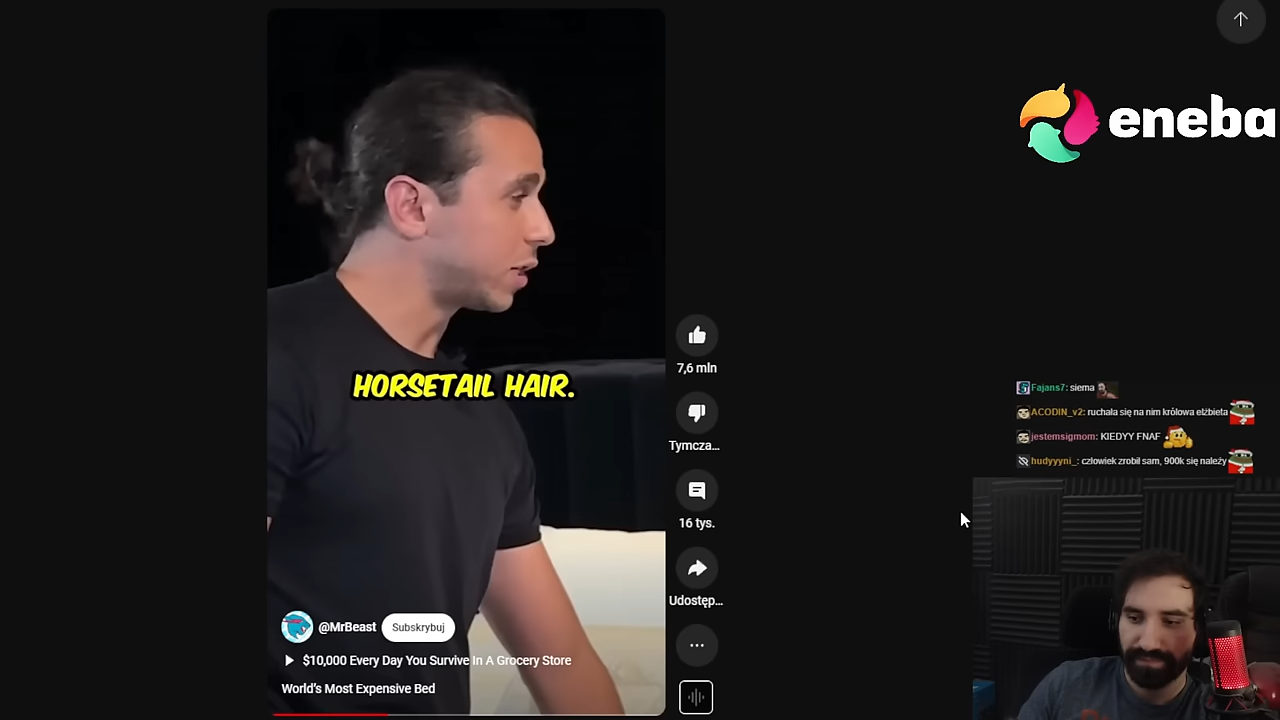 eneba
HORSETAIL HAIR.
7,6 mln
Tymcza...
16 tys.
Udostęp...
@MrBeast
Subskrybuj
$10,000 Every Day You Survive In A Grocery Store
World's Most Expensive Bed
Fajans7: siema
ACODIN_v2: ruchała się na nim królowa elżbieta
jestemsigmom: KIEDYY FNAF
hudyyyni_: człowiek zrobił sam, 900k się należy